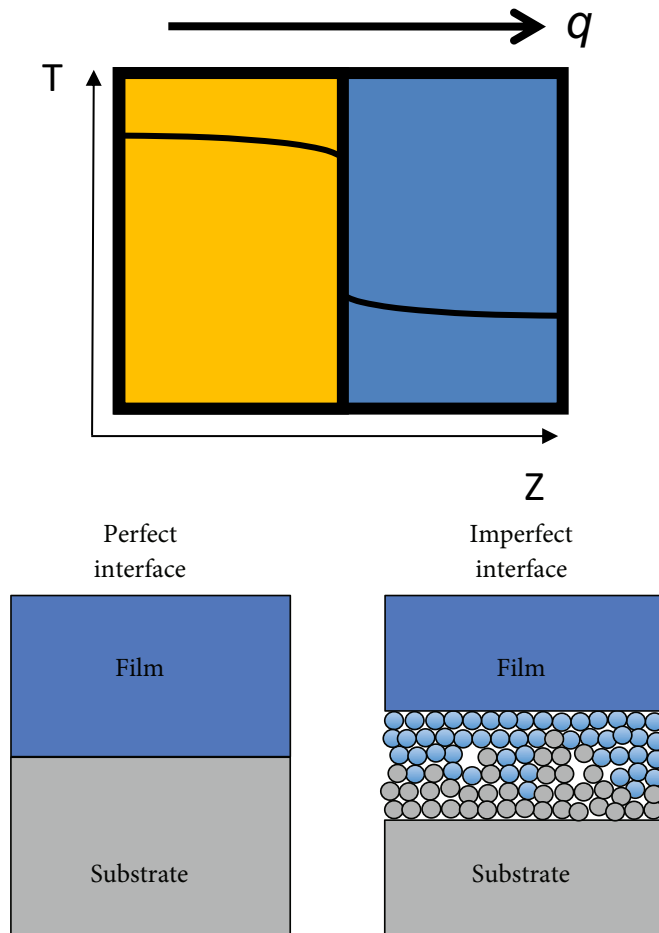 q
T
Z
Perfect
interface
Imperfect
interface
Film
Film
Substrate
Substrate